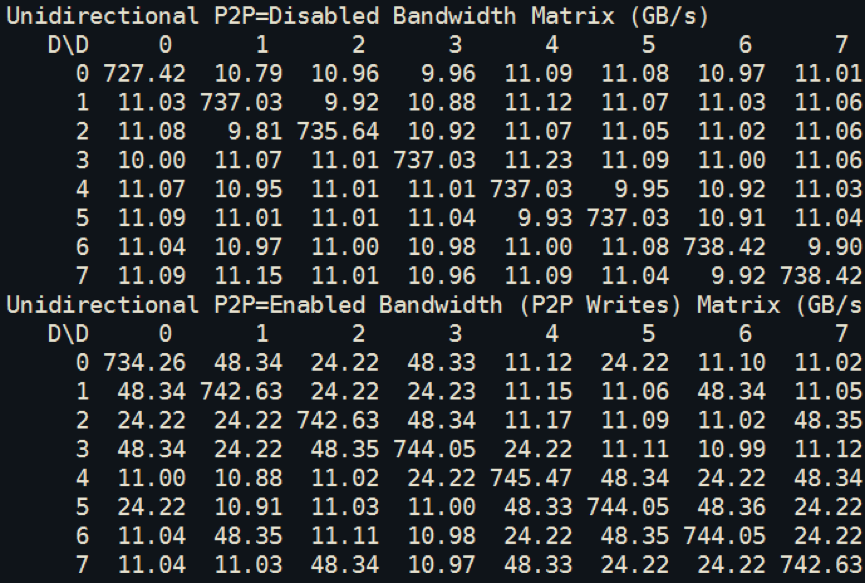 Unidirectional P2P=Disabled Bandwidth Matrix (GB/s)
D\D 0 1 2 3 4 5 6 7
0 727.42 10.79 10.96 9.96 11.09 11.08 10.97 11.01
1 11.03 737.03 9.92 10.88 11.12 11.07 11.03 11.06
2 11.08 9.81 735.64 10.92 11.07 11.05 11.02 11.06
3 10.00 11.07 11.01 737.03 11.23 11.09 11.00 11.06
4 11.07 10.95 11.01 11.01 737.03 9.95 10.92 11.03
5 11.09 11.01 11.01 11.04 9.93 737.03 10.91 11.04
6 11.04 10.97 11.00 10.98 11.00 11.08 738.42 9.90
7 11.09 11.15 11.01 10.96 11.09 11.04 9.92 738.42
Unidirectional P2P=Enabled Bandwidth (P2P Writes) Matrix (GB/s
D\D 0 1 2 3 4 5 6 7
0 734.26 48.34 24.22 48.33 11.12 24.22 11.10 11.02
1 48.34 742.63 24.22 24.23 11.15 11.06 48.34 11.05
2 24.22 24.22 742.63 48.34 11.17 11.09 11.02 48.35
3 48.34 24.22 48.35 744.05 24.22 11.11 10.99 11.12
4 11.00 10.88 11.02 24.22 745.47 48.34 24.22 48.34
5 24.22 10.91 11.03 11.00 48.33 744.05 48.36 24.22
6 11.04 48.35 11.11 10.98 24.22 48.35 744.05 24.22
7 11.04 11.03 48.34 10.97 48.33 24.22 24.22 742.63